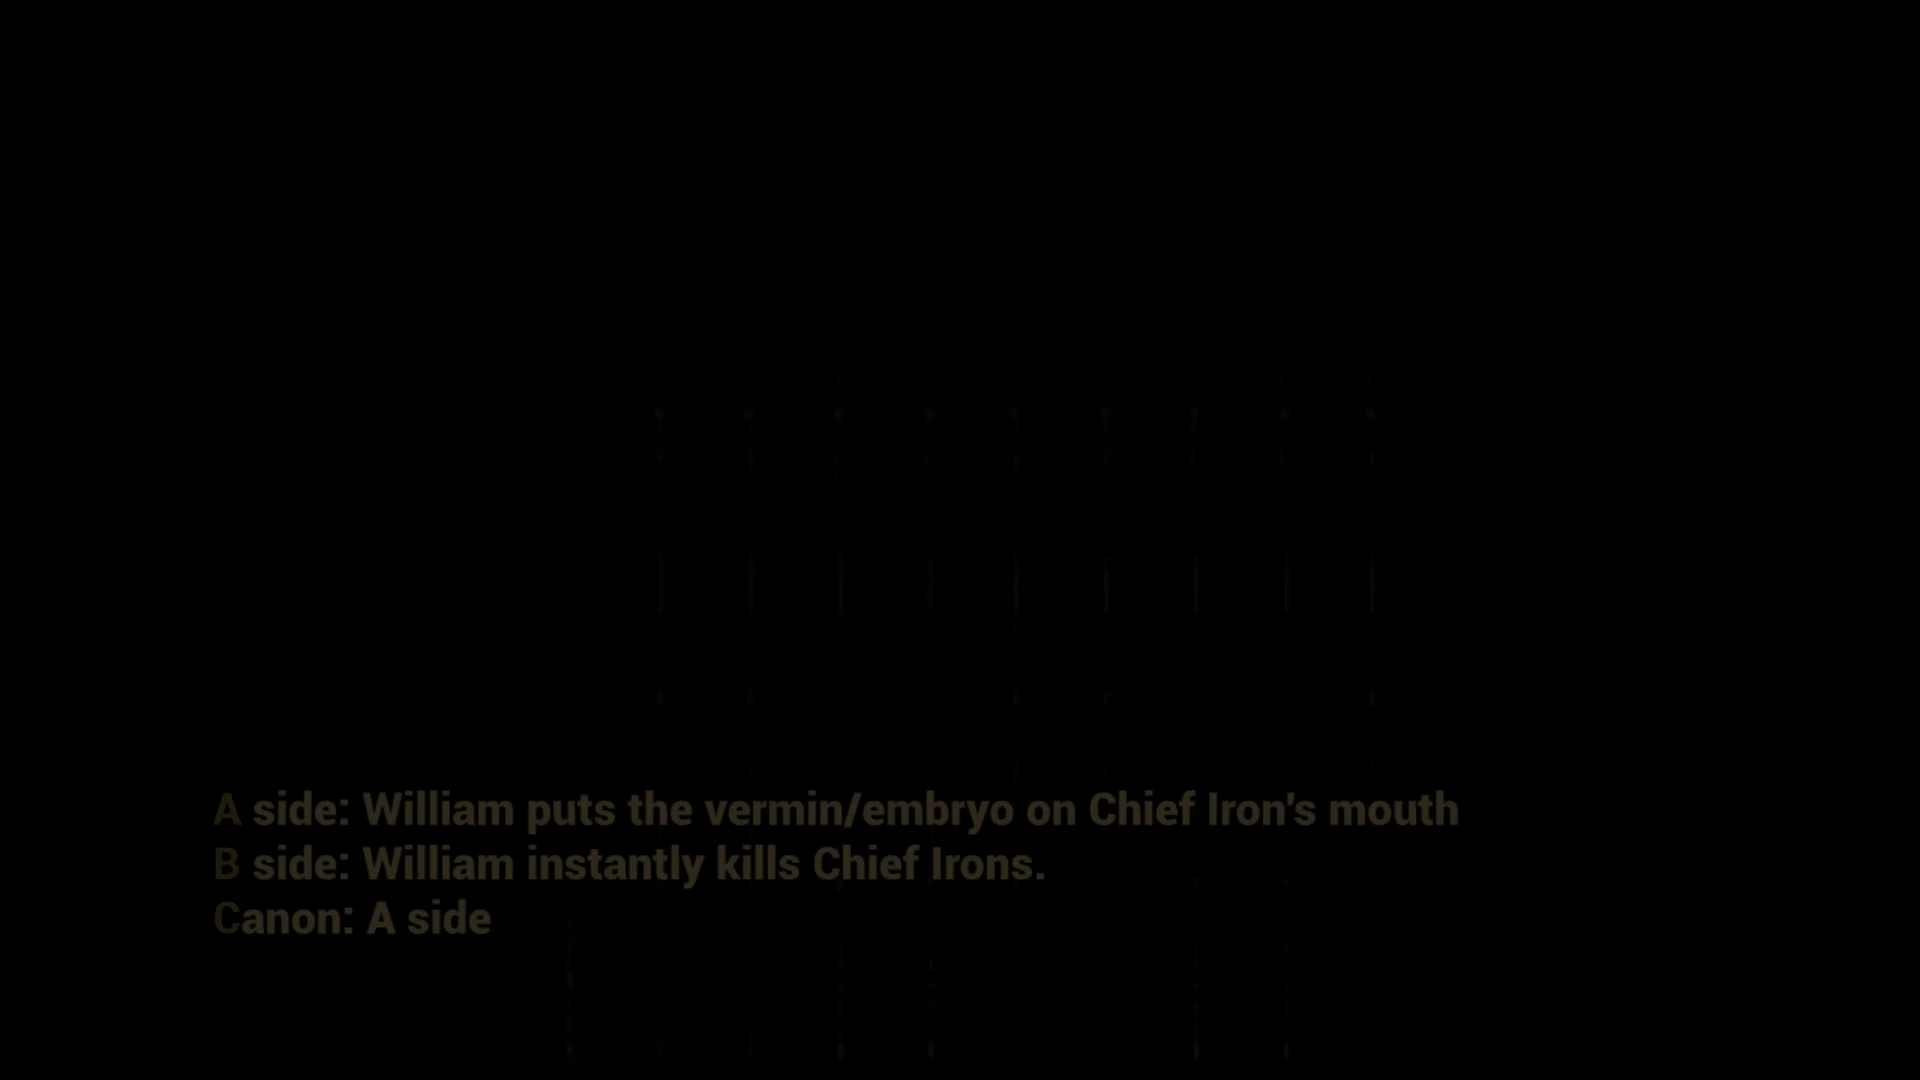 A side: William puts the vermin/embryo on Chief Iron's mouth
B side: William instantly kills Chief Irons.
Canon: A side